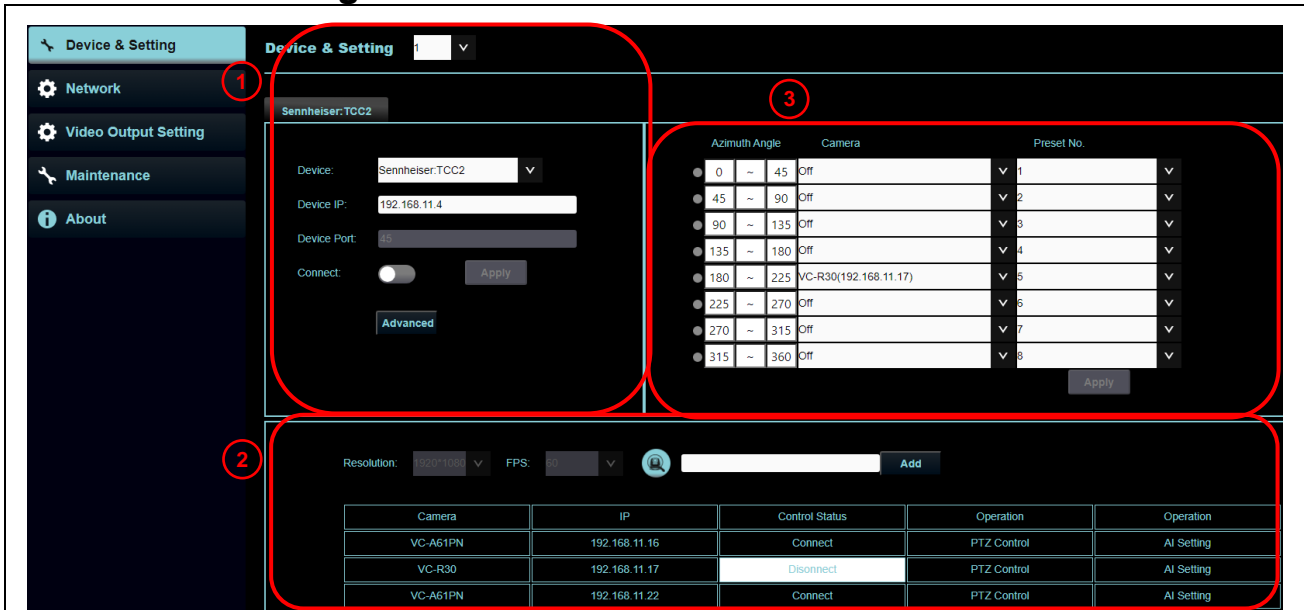 Device & Setting
Network
Video Output Setting
Maintenance
About
Device & Setting 1
1
Sennheiser:TCC2
Device: Sennheiser:TCC2
Device IP: 192.168.11.4
Device Port: 45
Connect: Apply
Advanced
3
Azimuth Angle Camera Preset No.
0 ~ 45 Off 1
45 ~ 90 Off 2
90 ~ 135 Off 3
135 ~ 180 Off 4
180 ~ 225 VC-R30(192.168.11.17) 5
225 ~ 270 Off 6
270 ~ 315 Off 7
315 ~ 360 Off 8
Apply
2
Resolution: 1920*1080 FPS: 60 Add
Camera IP Control Status Operation Operation
VC-A61PN 192.168.11.16 Connect PTZ Control AI Setting
VC-R30 192.168.11.17 Disonnect PTZ Control AI Setting
VC-A61PN 192.168.11.22 Connect PTZ Control AI Setting